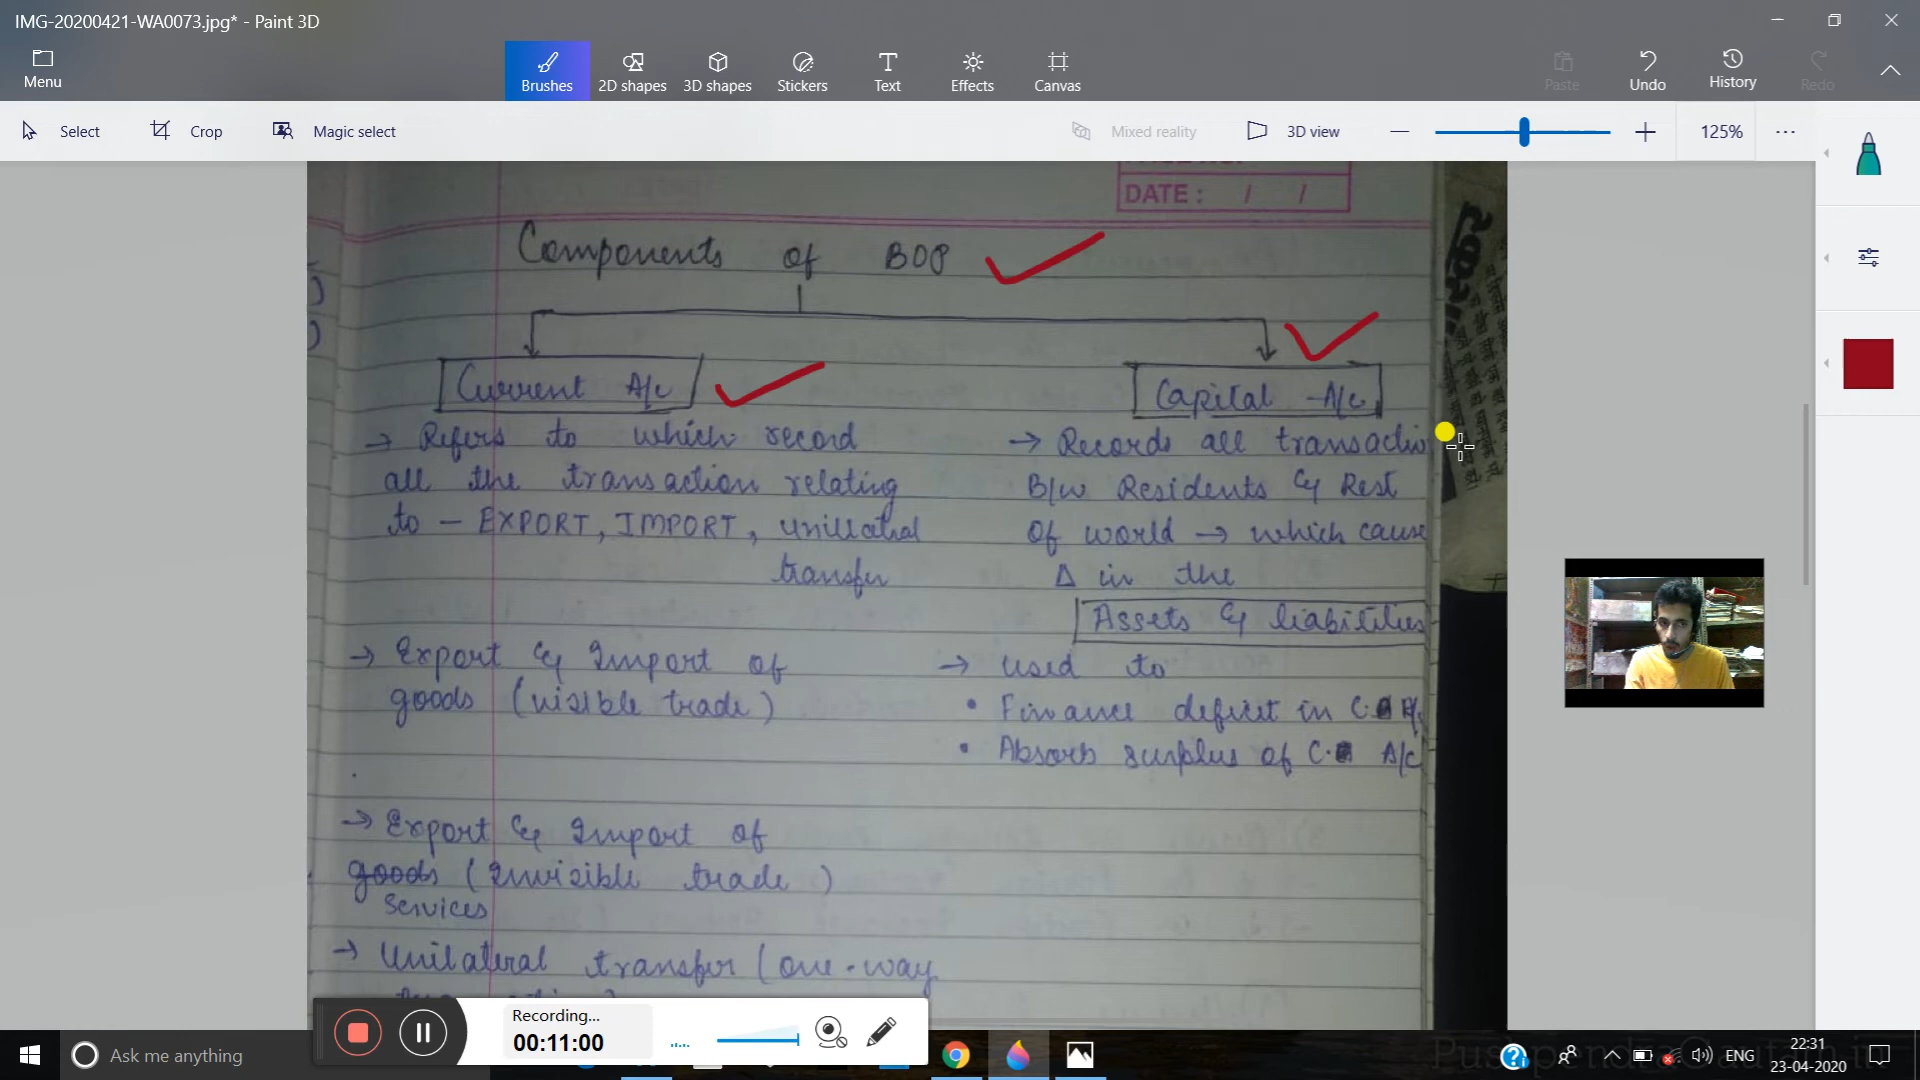 IMG-20200421-WA0073.jpg* - Paint 3D
Menu
Brushes
2D shapes
3D shapes
Stickers
Text
Effects
Canvas
Paste
Undo
History
Redo
Select
Crop
Magic select
Mixed reality
3D view
125%
DATE : / /
Components of BOP
Current A/c
→ Refers to which record
all the transaction relating
to - EXPORT, IMPORT, unilatral
transfer
→ Export & Import of
goods (visible trade)
→ Export & Import of
goods (Invisible trade)
Services
→ Unilateral transfer (one-way
Capital A/c
→ Records all transactio
B/w Residents & Rest
Of world → which cause
Δ in the
Assets & liabilities
→ used to
• Finance deficit in C. A/c
• Absorb surplus of C. A/c
Recording...
00:11:00
Ask me anything
ENG
22:31
23-04-2020